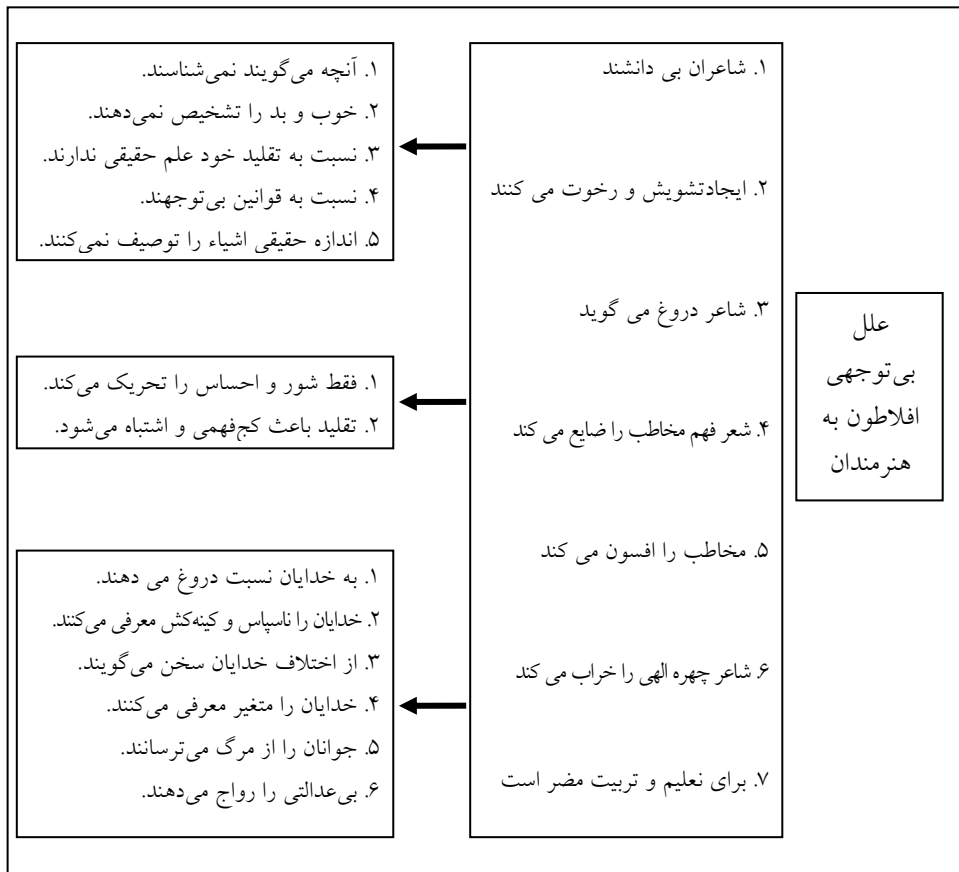 علل
بی‌توجهی
افلاطون به
هنرمندان
۱. شاعران بی دانشند
۲. ایجادتشویش و رخوت می کنند
۳. شاعر دروغ می گوید
۴. شعر فهم مخاطب را ضایع می کند
۵. مخاطب را افسون می کند
۶. شاعر چهره الهی را خراب می کند
۷. برای نعلیم و تربیت مضر است
۱. آنچه می‌گویند نمی‌شناسند.
۲. خوب و بد را تشخیص نمی‌دهند.
۳. نسبت به تقلید خود علم حقیقی ندارند.
۴. نسبت به قوانین بی‌توجهند.
۵. اندازه حقیقی اشیاء را توصیف نمی‌کنند.
۱. فقط شور و احساس را تحریک می‌کند.
۲. تقلید باعث کج‌فهمی و اشتباه می‌شود.
۱. به خدایان نسبت دروغ می دهند.
۲. خدایان را ناسپاس و کینه‌کش معرفی می‌کنند.
۳. از اختلاف خدایان سخن می‌گویند.
۴. خدایان را متغیر معرفی می‌کنند.
۵. جوانان را از مرگ می‌ترسانند.
۶. بی‌عدالتی را رواج می‌دهند.